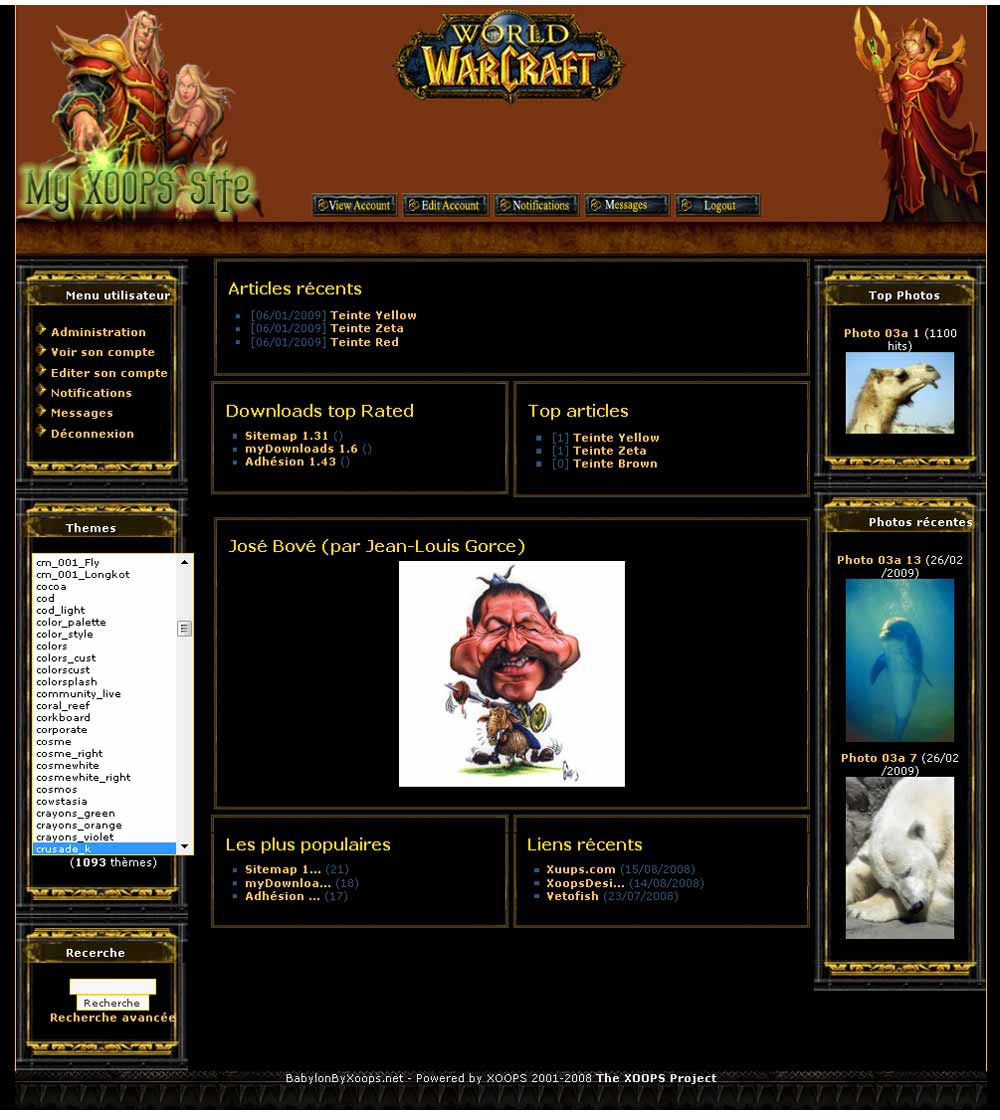 WORLD
WARCRAFT
My XOOPS Site
View Account
Edit Account
Notifications
Messages
Logout
Menu utilisateur
Administration
Voir son compte
Editer son compte
Notifications
Messages
Déconnexion
Themes
cm_001_Fly
cm_001_Longkot
cocoa
cod
cod_light
color_palette
color_style
colors
colors_cust
colorscust
colorsplash
community_live
coral_reef
corkboard
corporate
cosme
cosme_right
cosmewhite
cosmewhite_right
cosmos
cowstasia
crayons_green
crayons_orange
crayons_violet
crusade_k
(1093 thèmes)
Recerche
Recherche
Recherche avancée
Articles récents
[06/01/2009] Teinte Yellow
[06/01/2009] Teinte Zeta
[06/01/2009] Teinte Red
Downloads top Rated
Sitemap 1.31 ()
myDownloads 1.6 ()
Adhésion 1.43 ()
Top articles
[1] Teinte Yellow
[1] Teinte Zeta
[0] Teinte Brown
José Bové (par Jean-Louis Gorce)
Les plus populaires
Sitemap 1... (21)
myDownloa... (18)
Adhésion ... (17)
Liens récents
Xuups.com (15/08/2008)
XoopsDesi... (14/08/2008)
Vetofish (23/07/2008)
Top Photos
Photo 03a 1 (1100
hits)
Photos récentes
Photo 03a 13 (26/02
/2009)
Photo 03a 7 (26/02
/2009)
BabylonByXoops.net - Powered by XOOPS 2001-2008 The XOOPS Project